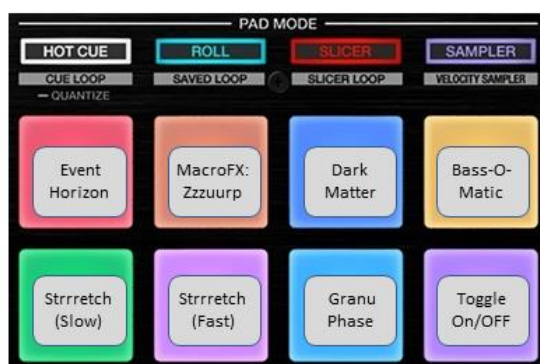 PAD MODE
HOT CUE ROLL SLICER SAMPLER
CUE LOOP SAVED LOOP SLICER LOOP VELOCITY SAMPLER
— QUANTIZE
Event MacroFX: Dark Bass-O-
Horizon Zzzuurp Matter Matic
Strrretch Strrretch Granu Toggle
(Slow) (Fast) Phase On/OFF